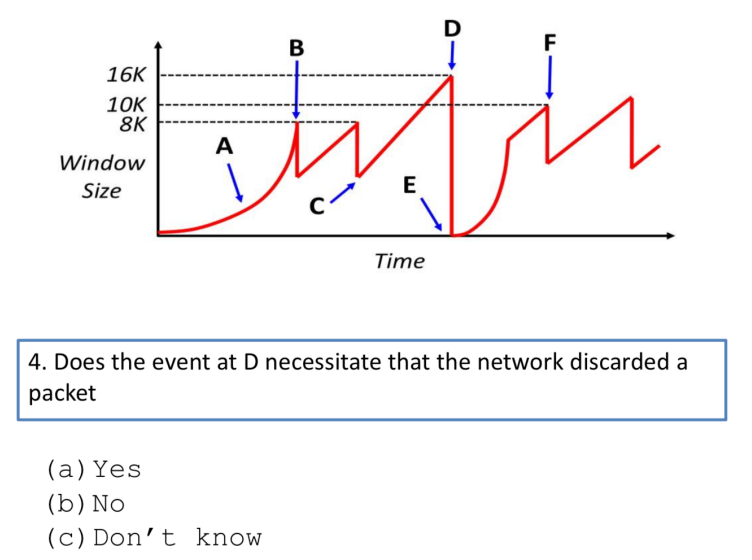 D
B
F
16K
10K
8K
A
Window
Size
E
C
Time
4. Does the event at D necessitate that the network discarded a
packet
(a) Yes
(b) No
(c) Don’t know